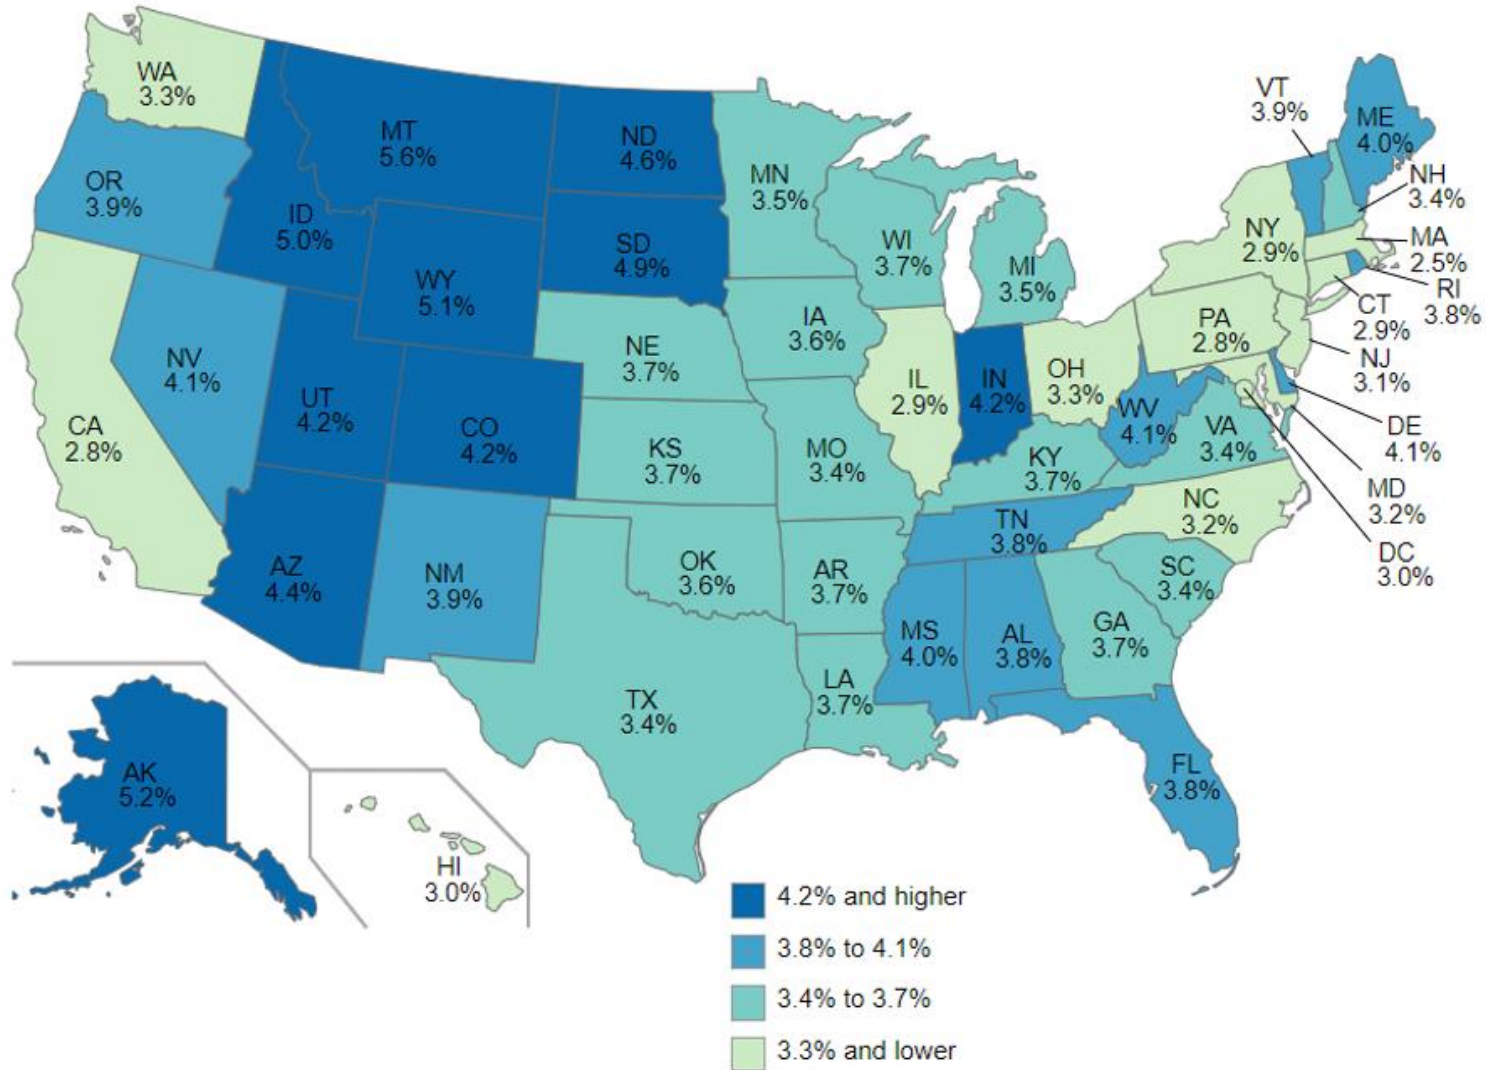 WA
3.3%
MT
5.6%
ND
4.6%
MN
3.5%
VT
3.9%
ME
4.0%
OR
3.9%
ID
5.0%
SD
4.9%
WI
3.7%
MI
3.5%
NY
2.9%
NH
3.4%
MA
2.5%
RI
3.8%
CT
2.9%
WY
5.1%
IA
3.6%
PA
2.8%
NJ
3.1%
NV
4.1%
NE
3.7%
IL
2.9%
IN
4.2%
OH
3.3%
UT
4.2%
CO
4.2%
CA
2.8%
KS
3.7%
MO
3.4%
KY
3.7%
WV
4.1%
VA
3.4%
DE
4.1%
MD
3.2%
DC
3.0%
NC
3.2%
TN
3.8%
AZ
4.4%
NM
3.9%
OK
3.6%
AR
3.7%
SC
3.4%
MS
4.0%
AL
3.8%
GA
3.7%
TX
3.4%
LA
3.7%
FL
3.8%
AK
5.2%
HI
3.0%
4.2% and higher
3.8% to 4.1%
3.4% to 3.7%
3.3% and lower